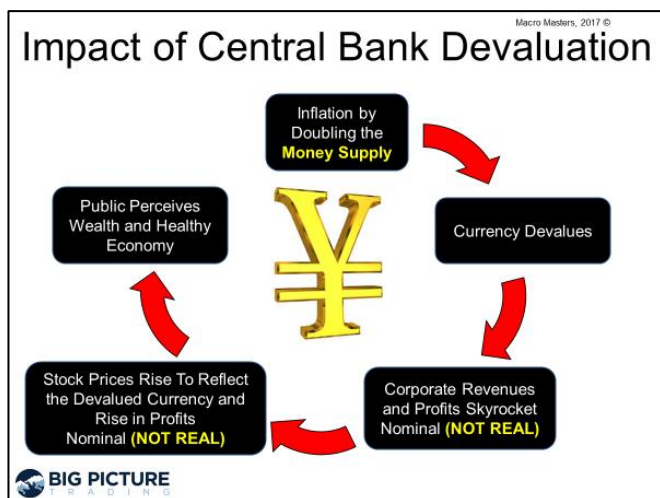 Macro Masters, 2017 ©
Impact of Central Bank Devaluation
Inflation by
Doubling the
Money Supply
Currency Devalues
Corporate Revenues
and Profits Skyrocket
Nominal (NOT REAL)
Stock Prices Rise To Reflect
the Devalued Currency and
Rise in Profits
Nominal (NOT REAL)
Public Perceives
Wealth and Healthy
Economy
¥
BIG PICTURE
TRADING